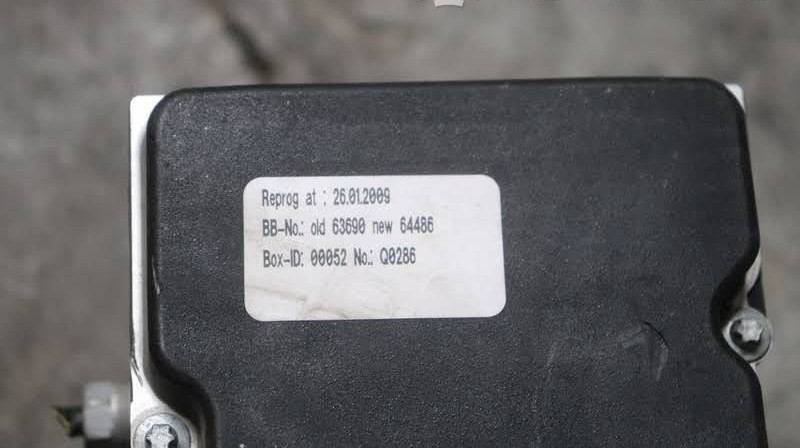 Reprog at : 26.01.2009
BB-No.: old 63690 new 64486
Box-ID: 00052 No.: Q0286